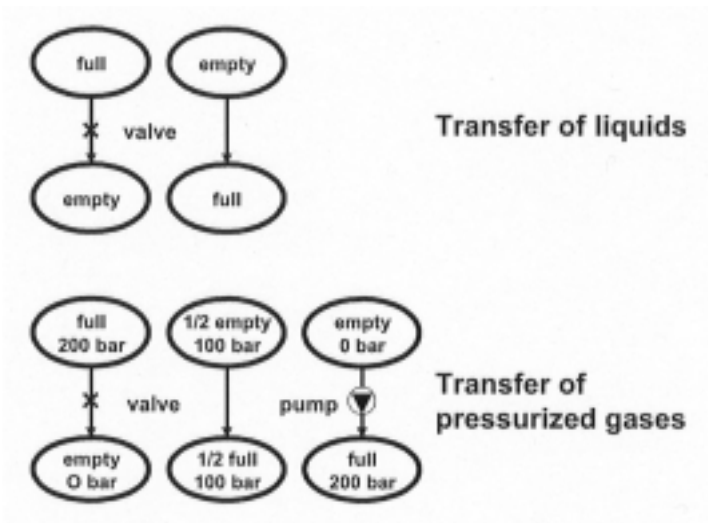 full
empty
valve
Transfer of liquids
empty
full
full
200 bar
1/2 empty
100 bar
empty
0 bar
valve
pump
Transfer of
pressurized gases
empty
O bar
1/2 full
100 bar
full
200 bar